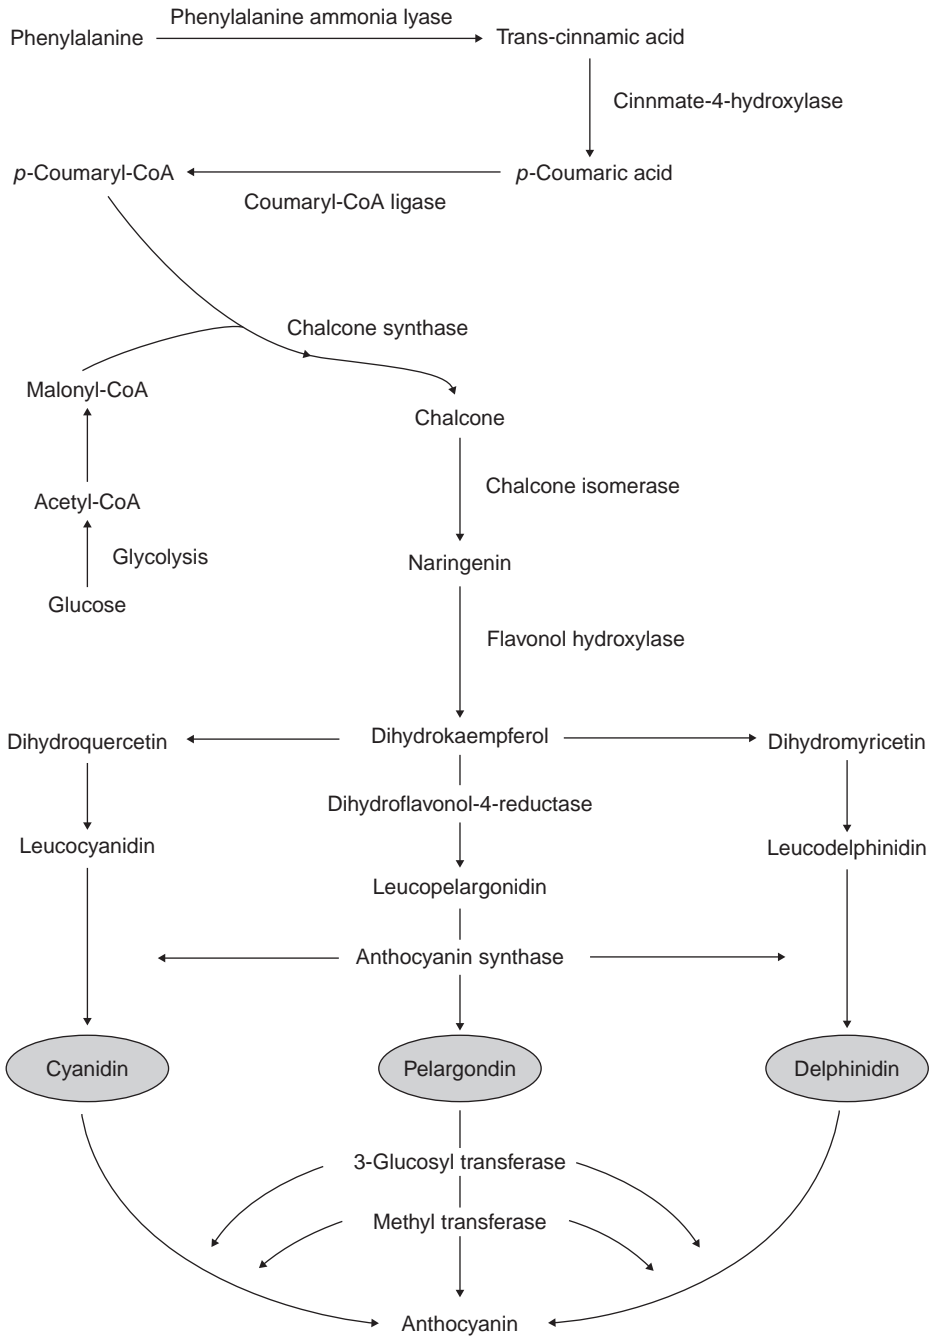 Phenylalanine ammonia lyase
Phenylalanine
Trans-cinnamic acid
Cinnmate-4-hydroxylase
p-Coumaryl-CoA
p-Coumaric acid
Coumaryl-CoA ligase
Chalcone synthase
Malonyl-CoA
Chalcone
Chalcone isomerase
Acetyl-CoA
Glycolysis
Naringenin
Glucose
Flavonol hydroxylase
Dihydroquercetin
Dihydrokaempferol
Dihydromyricetin
Dihydroflavonol-4-reductase
Leucocyanidin
Leucodelphinidin
Leucopelargonidin
Anthocyanin synthase
Cyanidin
Pelargondin
Delphinidin
3-Glucosyl transferase
Methyl transferase
Anthocyanin